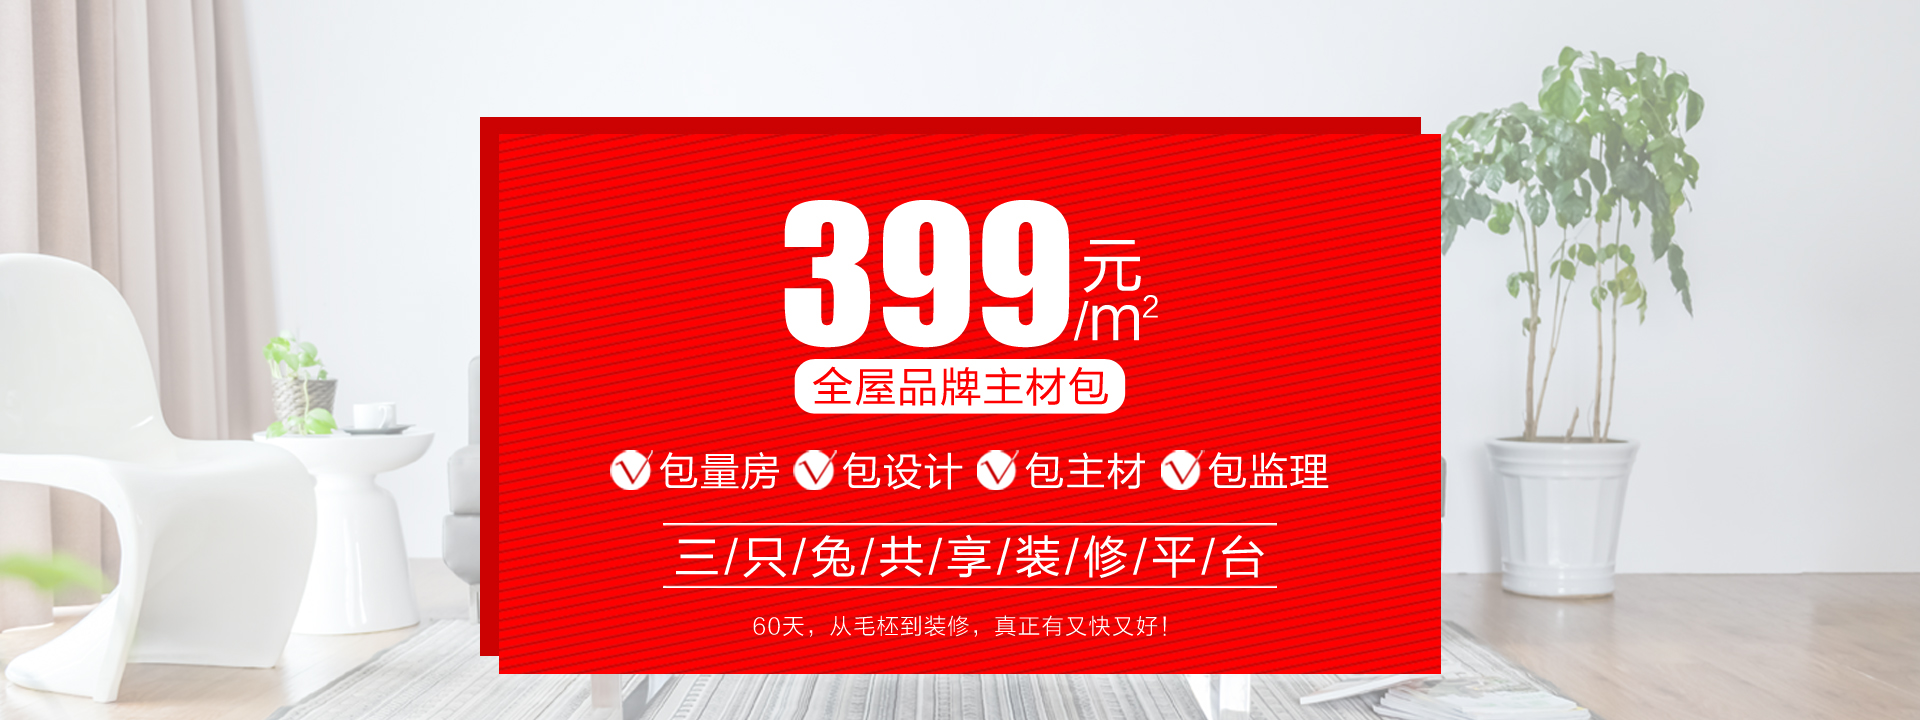 399元/m²
全屋品牌主材包
包量房 包设计 包主材 包监理
三/只/兔/共/享/装/修/平/台
60天，从毛柸到装修，真正有又快又好！